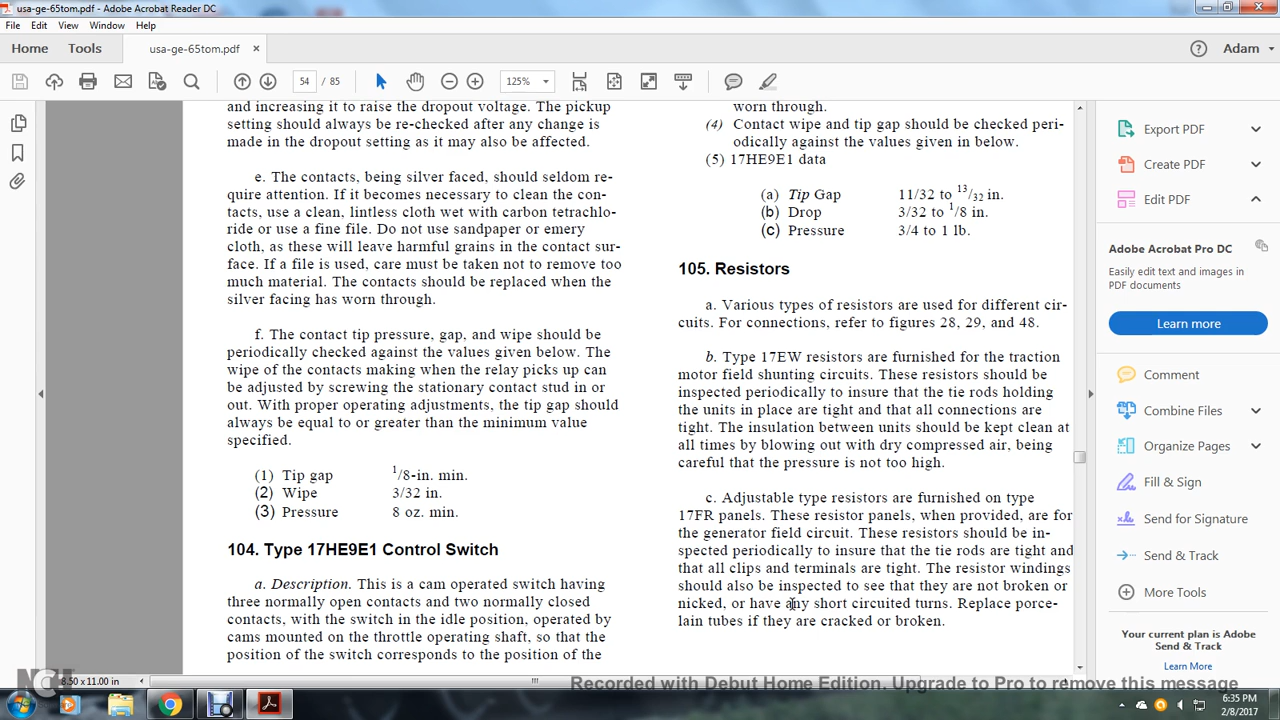 usa-ge-65tom.pdf - Adobe Acrobat Reader DC
File Edit View Window Help
Home Tools usa-ge-65tom.pdf × Adam
54 / 85 125%
and increasing it to raise the dropout voltage. The pickup
setting should always be re-checked after any change is
made in the dropout setting as it may also be affected.
e. The contacts, being silver faced, should seldom re-
quire attention. If it becomes necessary to clean the con-
tacts, use a clean, lintless cloth wet with carbon tetrachlo-
ride or use a fine file. Do not use sandpaper or emery
cloth, as these will leave harmful grains in the contact sur-
face. If a file is used, care must be taken not to remove too
much material. The contacts should be replaced when the
silver facing has worn through.
f. The contact tip pressure, gap, and wipe should be
periodically checked against the values given below. The
wipe of the contacts making when the relay picks up can
be adjusted by screwing the stationary contact stud in or
out. With proper operating adjustments, the tip gap should
always be equal to or greater than the minimum value
specified.
(1) Tip gap 1/8-in. min.
(2) Wipe 3/32 in.
(3) Pressure 8 oz. min.
104. Type 17HE9E1 Control Switch
a. Description. This is a cam operated switch having
three normally open contacts and two normally closed
contacts, with the switch in the idle position, operated by
cams mounted on the throttle operating shaft, so that the
position of the switch corresponds to the position of the
worn through.
(4) Contact wipe and tip gap should be checked peri-
odically against the values given in below.
(5) 17HE9E1 data
(a) Tip Gap 11/32 to 13/32 in.
(b) Drop 3/32 to 1/8 in.
(c) Pressure 3/4 to 1 lb.
105. Resistors
a. Various types of resistors are used for different cir-
cuits. For connections, refer to figures 28, 29, and 48.
b. Type 17EW resistors are furnished for the traction
motor field shunting circuits. These resistors should be
inspected periodically to insure that the tie rods holding
the units in place are tight and that all connections are
tight. The insulation between units should be kept clean at
all times by blowing out with dry compressed air, being
careful that the pressure is not too high.
c. Adjustable type resistors are furnished on type
17FR panels. These resistor panels, when provided, are for
the generator field circuit. These resistors should be in-
spected periodically to insure that the tie rods are tight and
that all clips and terminals are tight. The resistor windings
should also be inspected to see that they are not broken or
nicked, or have any short circuited turns. Replace porce-
lain tubes if they are cracked or broken.
Export PDF
Create PDF
Edit PDF
Adobe Acrobat Pro DC
Easily edit text and images in
PDF documents
Learn more
Comment
Combine Files
Organize Pages
Fill & Sign
Send for Signature
Send & Track
More Tools
Your current plan is Adobe
Send & Track
Learn More
8.50 x 11.00 in
NCH
Recorded with Debut Home Edition. Upgrade to Pro to remove this message
6:35 PM
2/8/2017